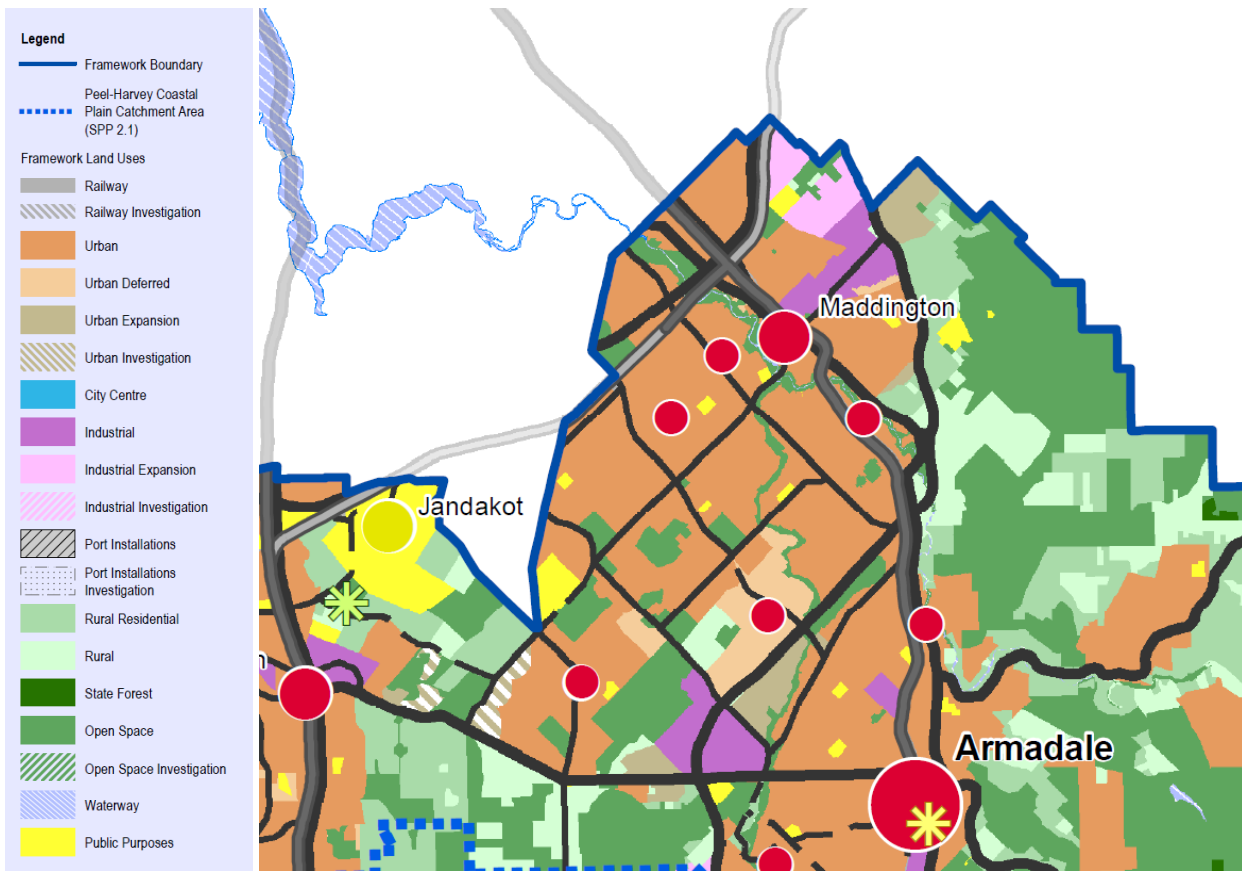 Legend
Framework Boundary
Peel-Harvey Coastal
Plain Catchment Area
(SPP 2.1)
Framework Land Uses
Railway
Railway Investigation
Urban
Urban Deferred
Urban Expansion
Urban Investigation
City Centre
Industrial
Industrial Expansion
Industrial Investigation
Port Installations
Port Installations
Investigation
Rural Residential
Rural
State Forest
Open Space
Open Space Investigation
Waterway
Public Purposes
Maddington
Jandakot
n
Armadale